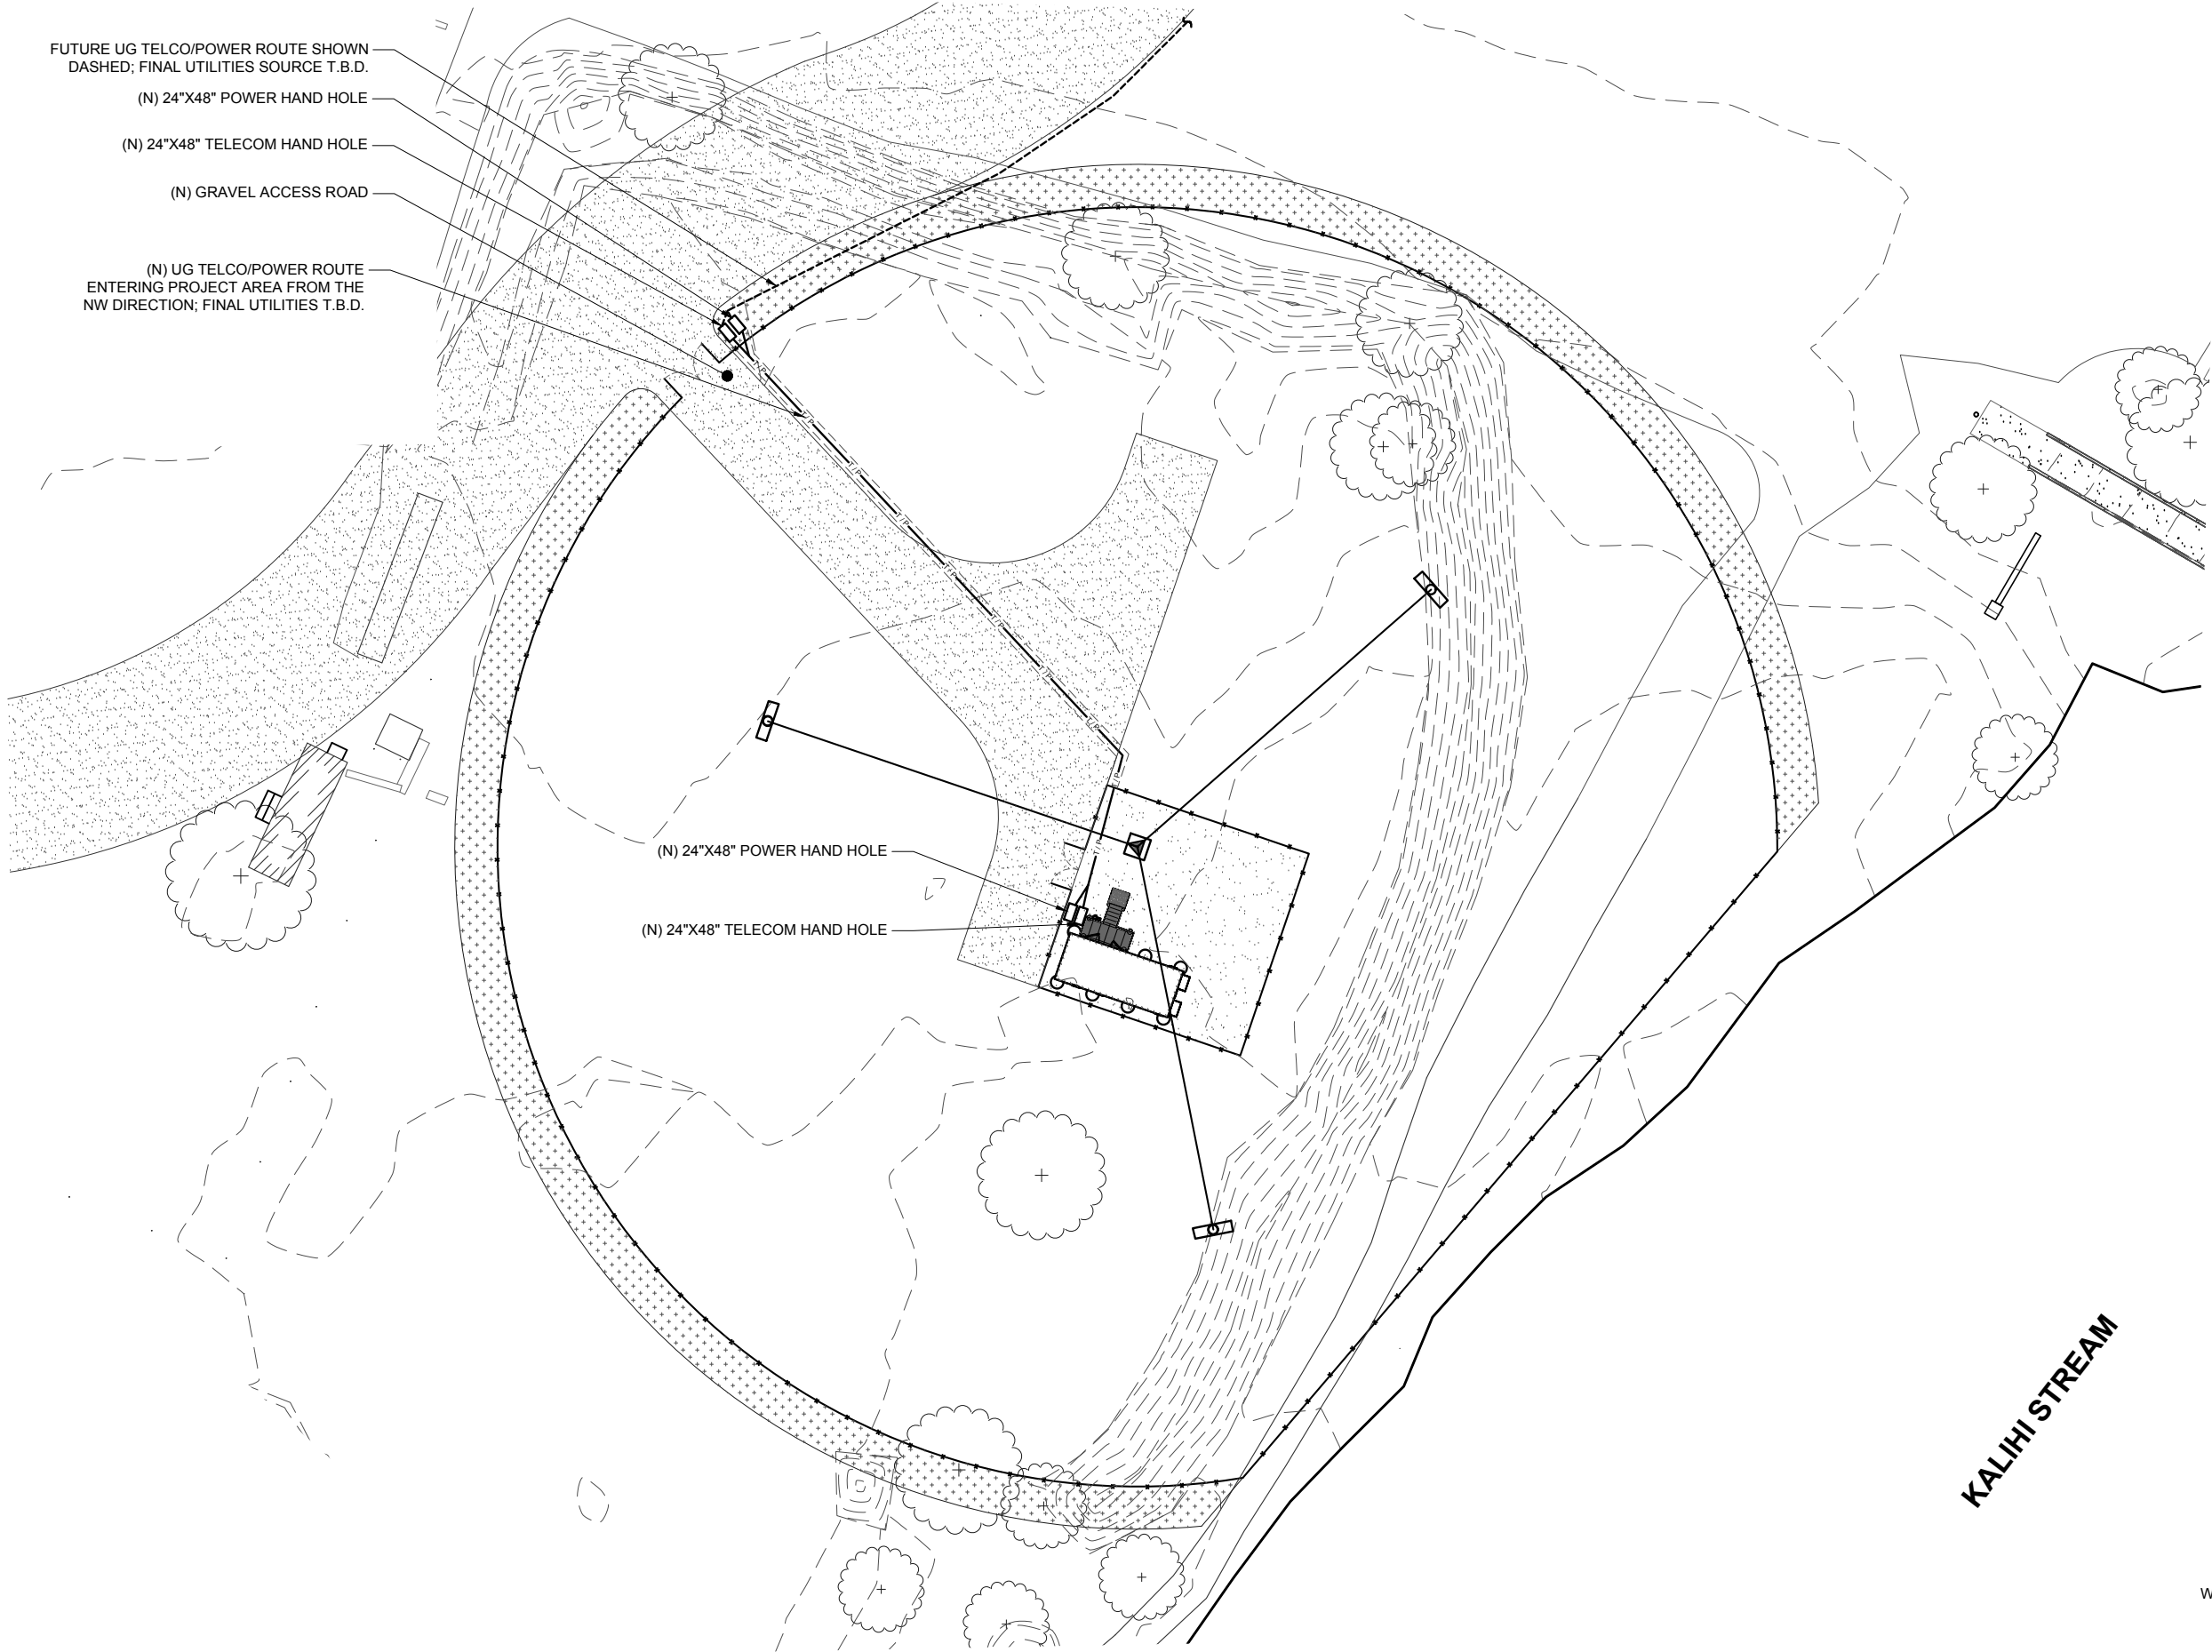 FUTURE UG TELCO/POWER ROUTE SHOWN
DASHED; FINAL UTILITIES SOURCE T.B.D.
(N) 24"X48" POWER HAND HOLE
(N) 24"X48" TELECOM HAND HOLE
(N) GRAVEL ACCESS ROAD
(N) UG TELCO/POWER ROUTE
ENTERING PROJECT AREA FROM THE
NW DIRECTION; FINAL UTILITIES T.B.D.
T/P
T/P
T/P
T/P
T/P
T/P
T/P
T/P
T/P
T/P
(N) 24"X48" POWER HAND HOLE
(N) 24"X48" TELECOM HAND HOLE
KALIHI STREAM
W